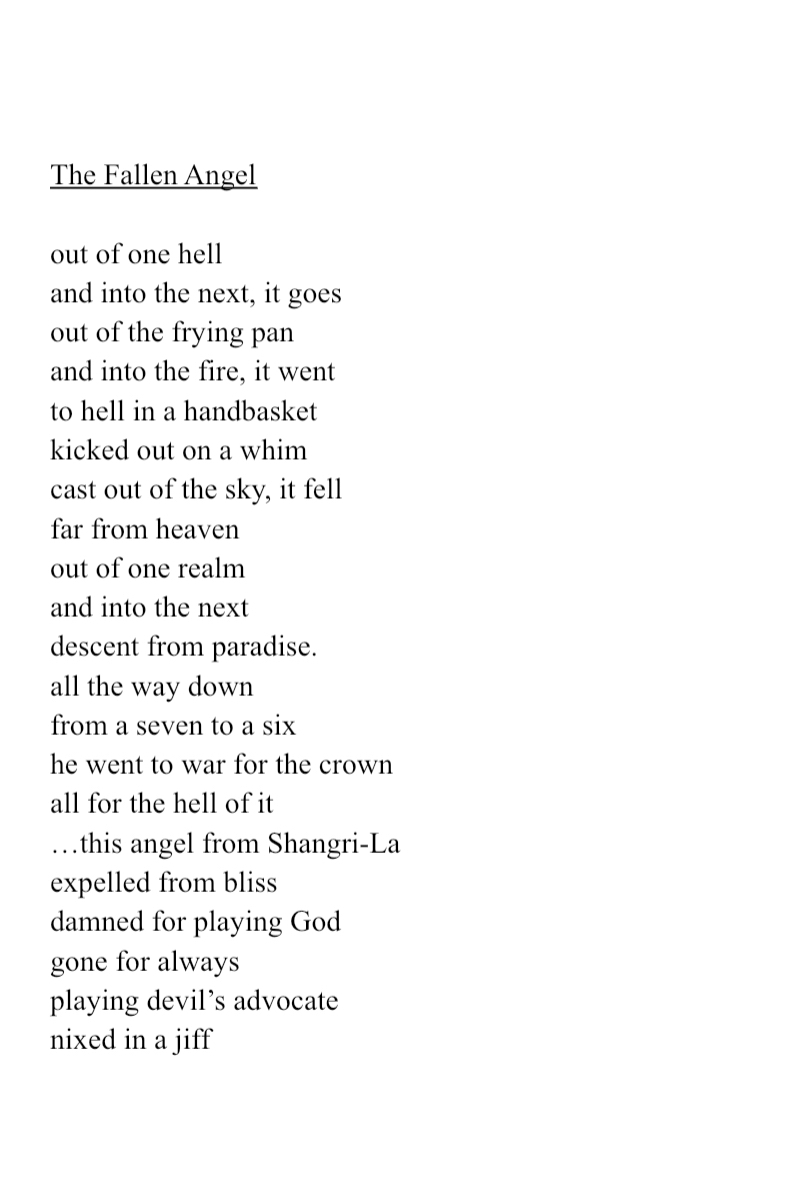 The Fallen Angel
out of one hell
and into the next, it goes
out of the frying pan
and into the fire, it went
to hell in a handbasket
kicked out on a whim
cast out of the sky, it fell
far from heaven
out of one realm
and into the next
descent from paradise.
all the way down
from a seven to a six
he went to war for the crown
all for the hell of it
…this angel from Shangri-La
expelled from bliss
damned for playing God
gone for always
playing devil’s advocate
nixed in a jiff